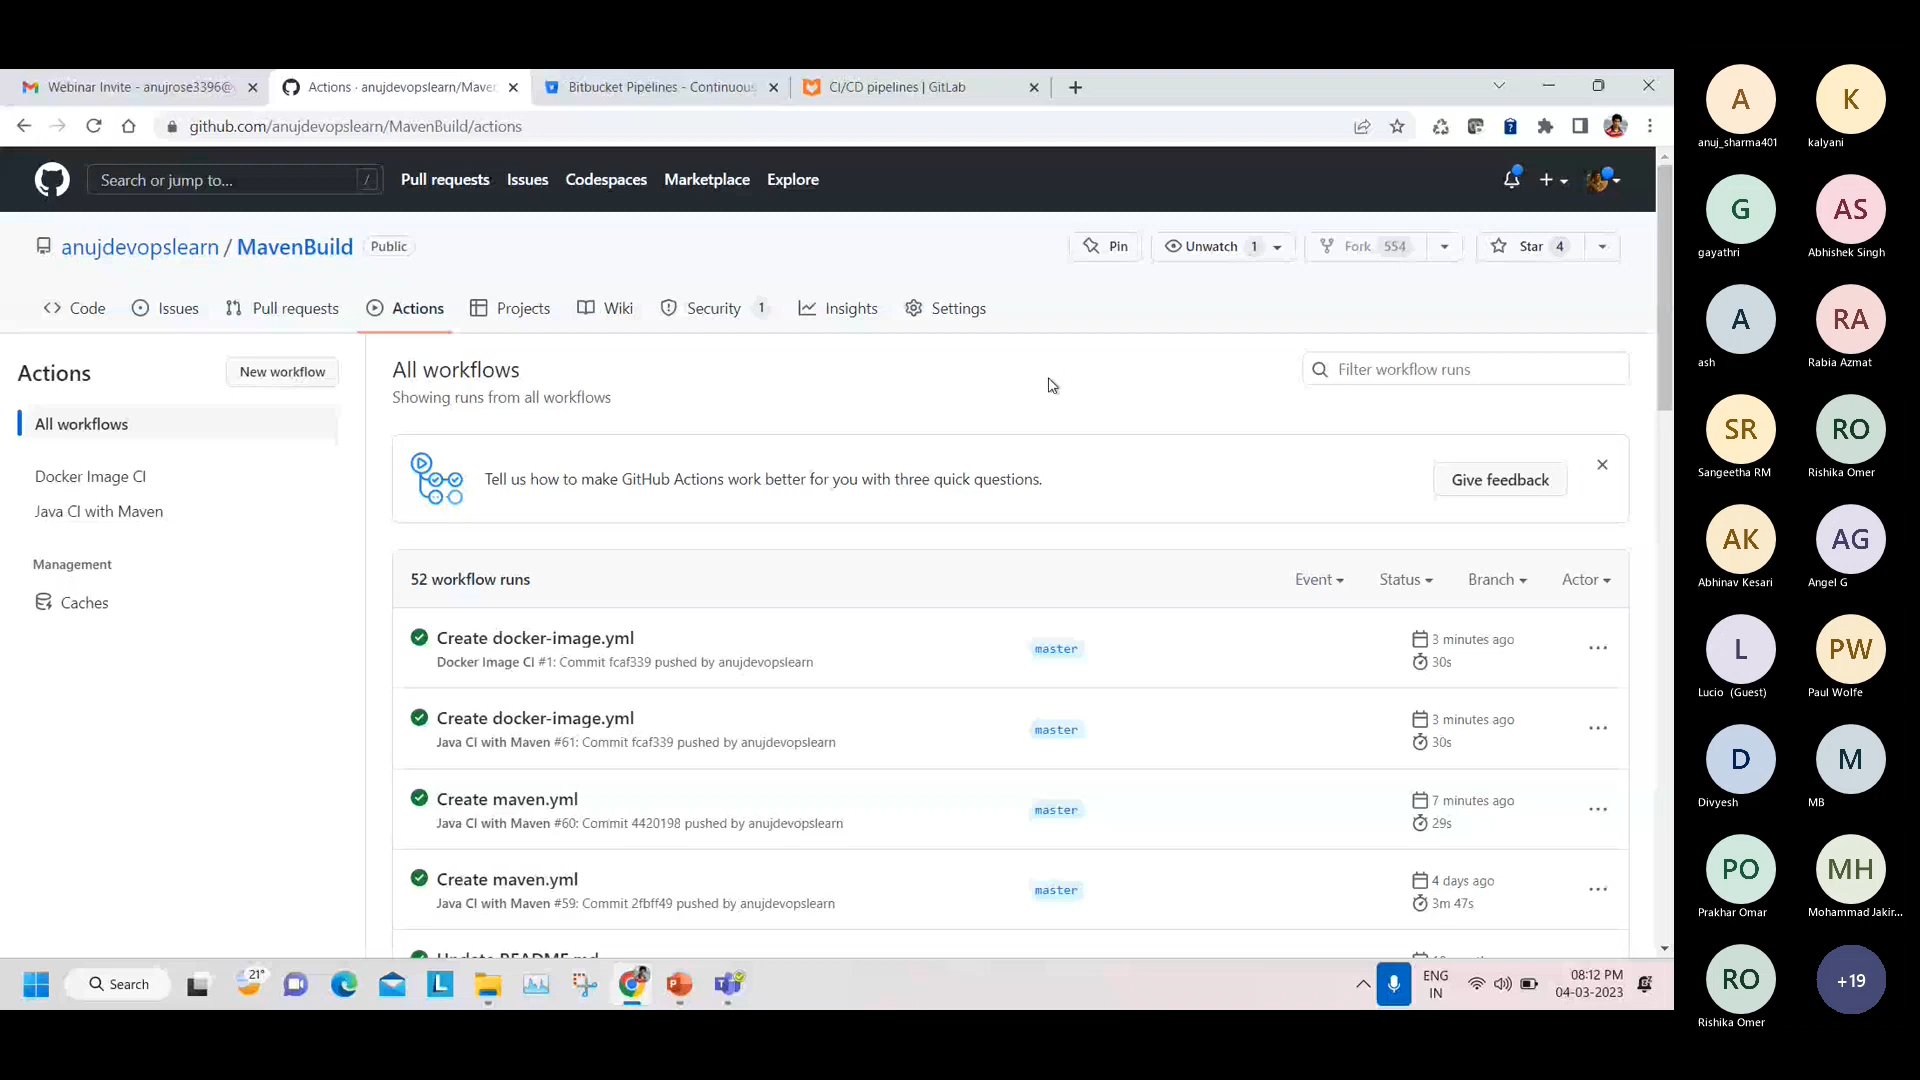 Webinar Invite - anujrose3396@
Actions · anujdevopslearn/Maven
Bitbucket Pipelines - Continuous
CI/CD pipelines | GitLab
github.com/anujdevopslearn/MavenBuild/actions
Search or jump to...
/
Pull requests
Issues
Codespaces
Marketplace
Explore
anujdevopslearn / MavenBuild
Public
Pin
Unwatch 1
Fork 554
Star 4
Code
Issues
Pull requests
Actions
Projects
Wiki
Security 1
Insights
Settings
Actions
New workflow
All workflows
Docker Image CI
Java CI with Maven
Management
Caches
All workflows
Showing runs from all workflows
Filter workflow runs
Tell us how to make GitHub Actions work better for you with three quick questions.
Give feedback
52 workflow runs
Event
Status
Branch
Actor
Create docker-image.yml
Docker Image CI #1: Commit fcaf339 pushed by anujdevopslearn
master
3 minutes ago
30s
Create docker-image.yml
Java CI with Maven #61: Commit fcaf339 pushed by anujdevopslearn
master
3 minutes ago
30s
Create maven.yml
Java CI with Maven #60: Commit 4420198 pushed by anujdevopslearn
master
7 minutes ago
29s
Create maven.yml
Java CI with Maven #59: Commit 2fbff49 pushed by anujdevopslearn
master
4 days ago
3m 47s
Update README.md
21°
Search
L
ENG
IN
08:12 PM
04-03-2023
A
anuj_sharma401
K
kalyani
G
gayathri
AS
Abhishek Singh
A
ash
RA
Rabia Azmat
SR
Sangeetha RM
RO
Rishika Omer
AK
Abhinav Kesari
AG
Angel G
L
Lucio (Guest)
PW
Paul Wolfe
D
Divyesh
M
MB
PO
Prakhar Omar
MH
Mohammad Jakir...
RO
Rishika Omer
+19